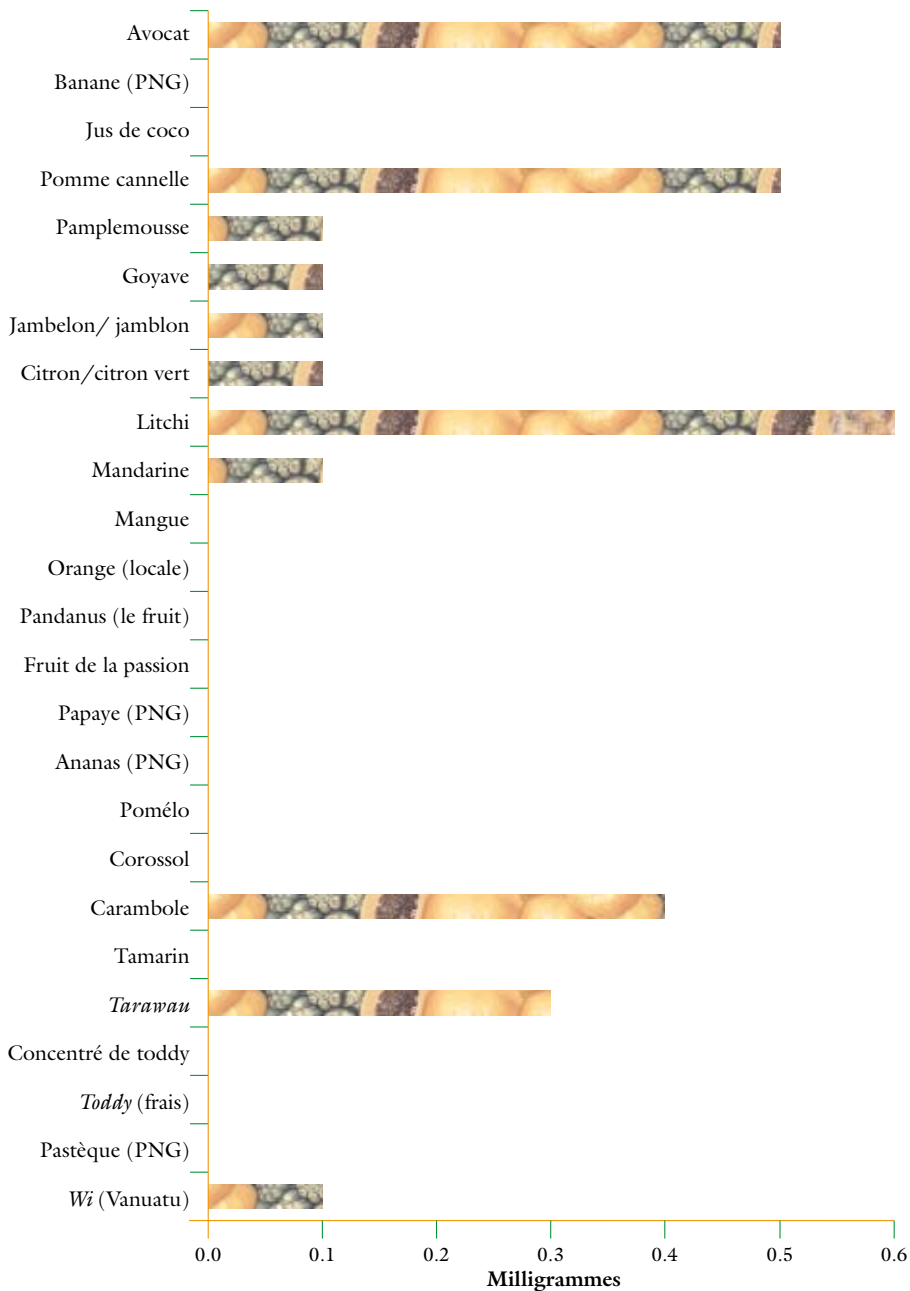 Avocat
Banane (PNG)
Jus de coco
Pomme cannelle
Pamplemousse
Goyave
Jambelon/ jamblon
Citron/citron vert
Litchi
Mandarine
Mangue
Orange (locale)
Pandanus (le fruit)
Fruit de la passion
Papaye (PNG)
Ananas (PNG)
Pomélo
Corossol
Carambole
Tamarin
Tarawau
Concentré de toddy
Toddy (frais)
Pastèque (PNG)
Wi (Vanuatu)
0.0 0.1 0.2 0.3 0.4 0.5 0.6
Milligrammes